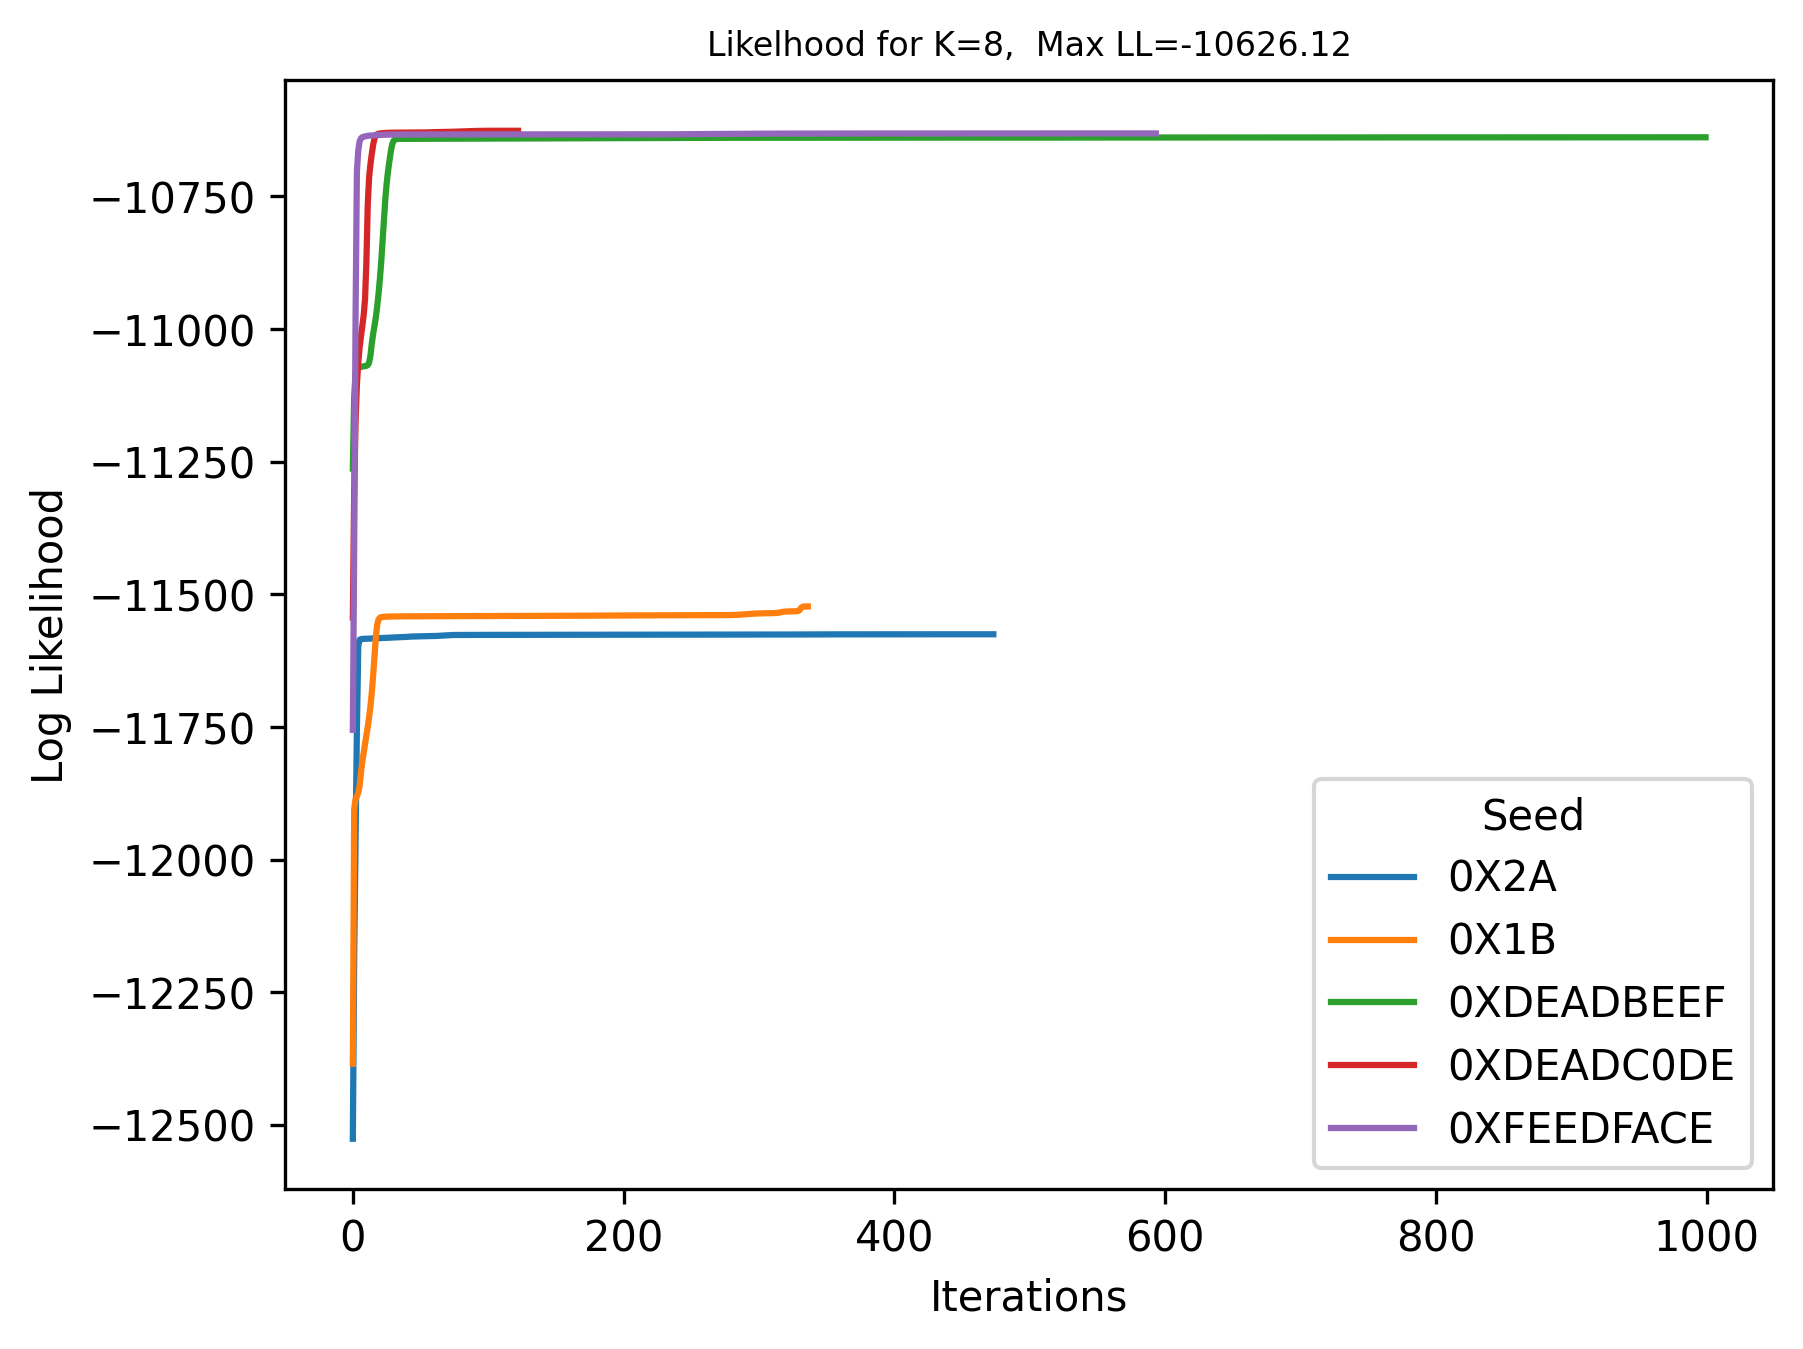 Likelhood for K=8,  Max LL=-10626.12
Log Likelihood
−10750
−11000
−11250
−11500
−11750
−12000
−12250
−12500
Seed
0X2A
0X1B
0XDEADBEEF
0XDEADC0DE
0XFEEDFACE
0 200 400 600 800 1000
Iterations